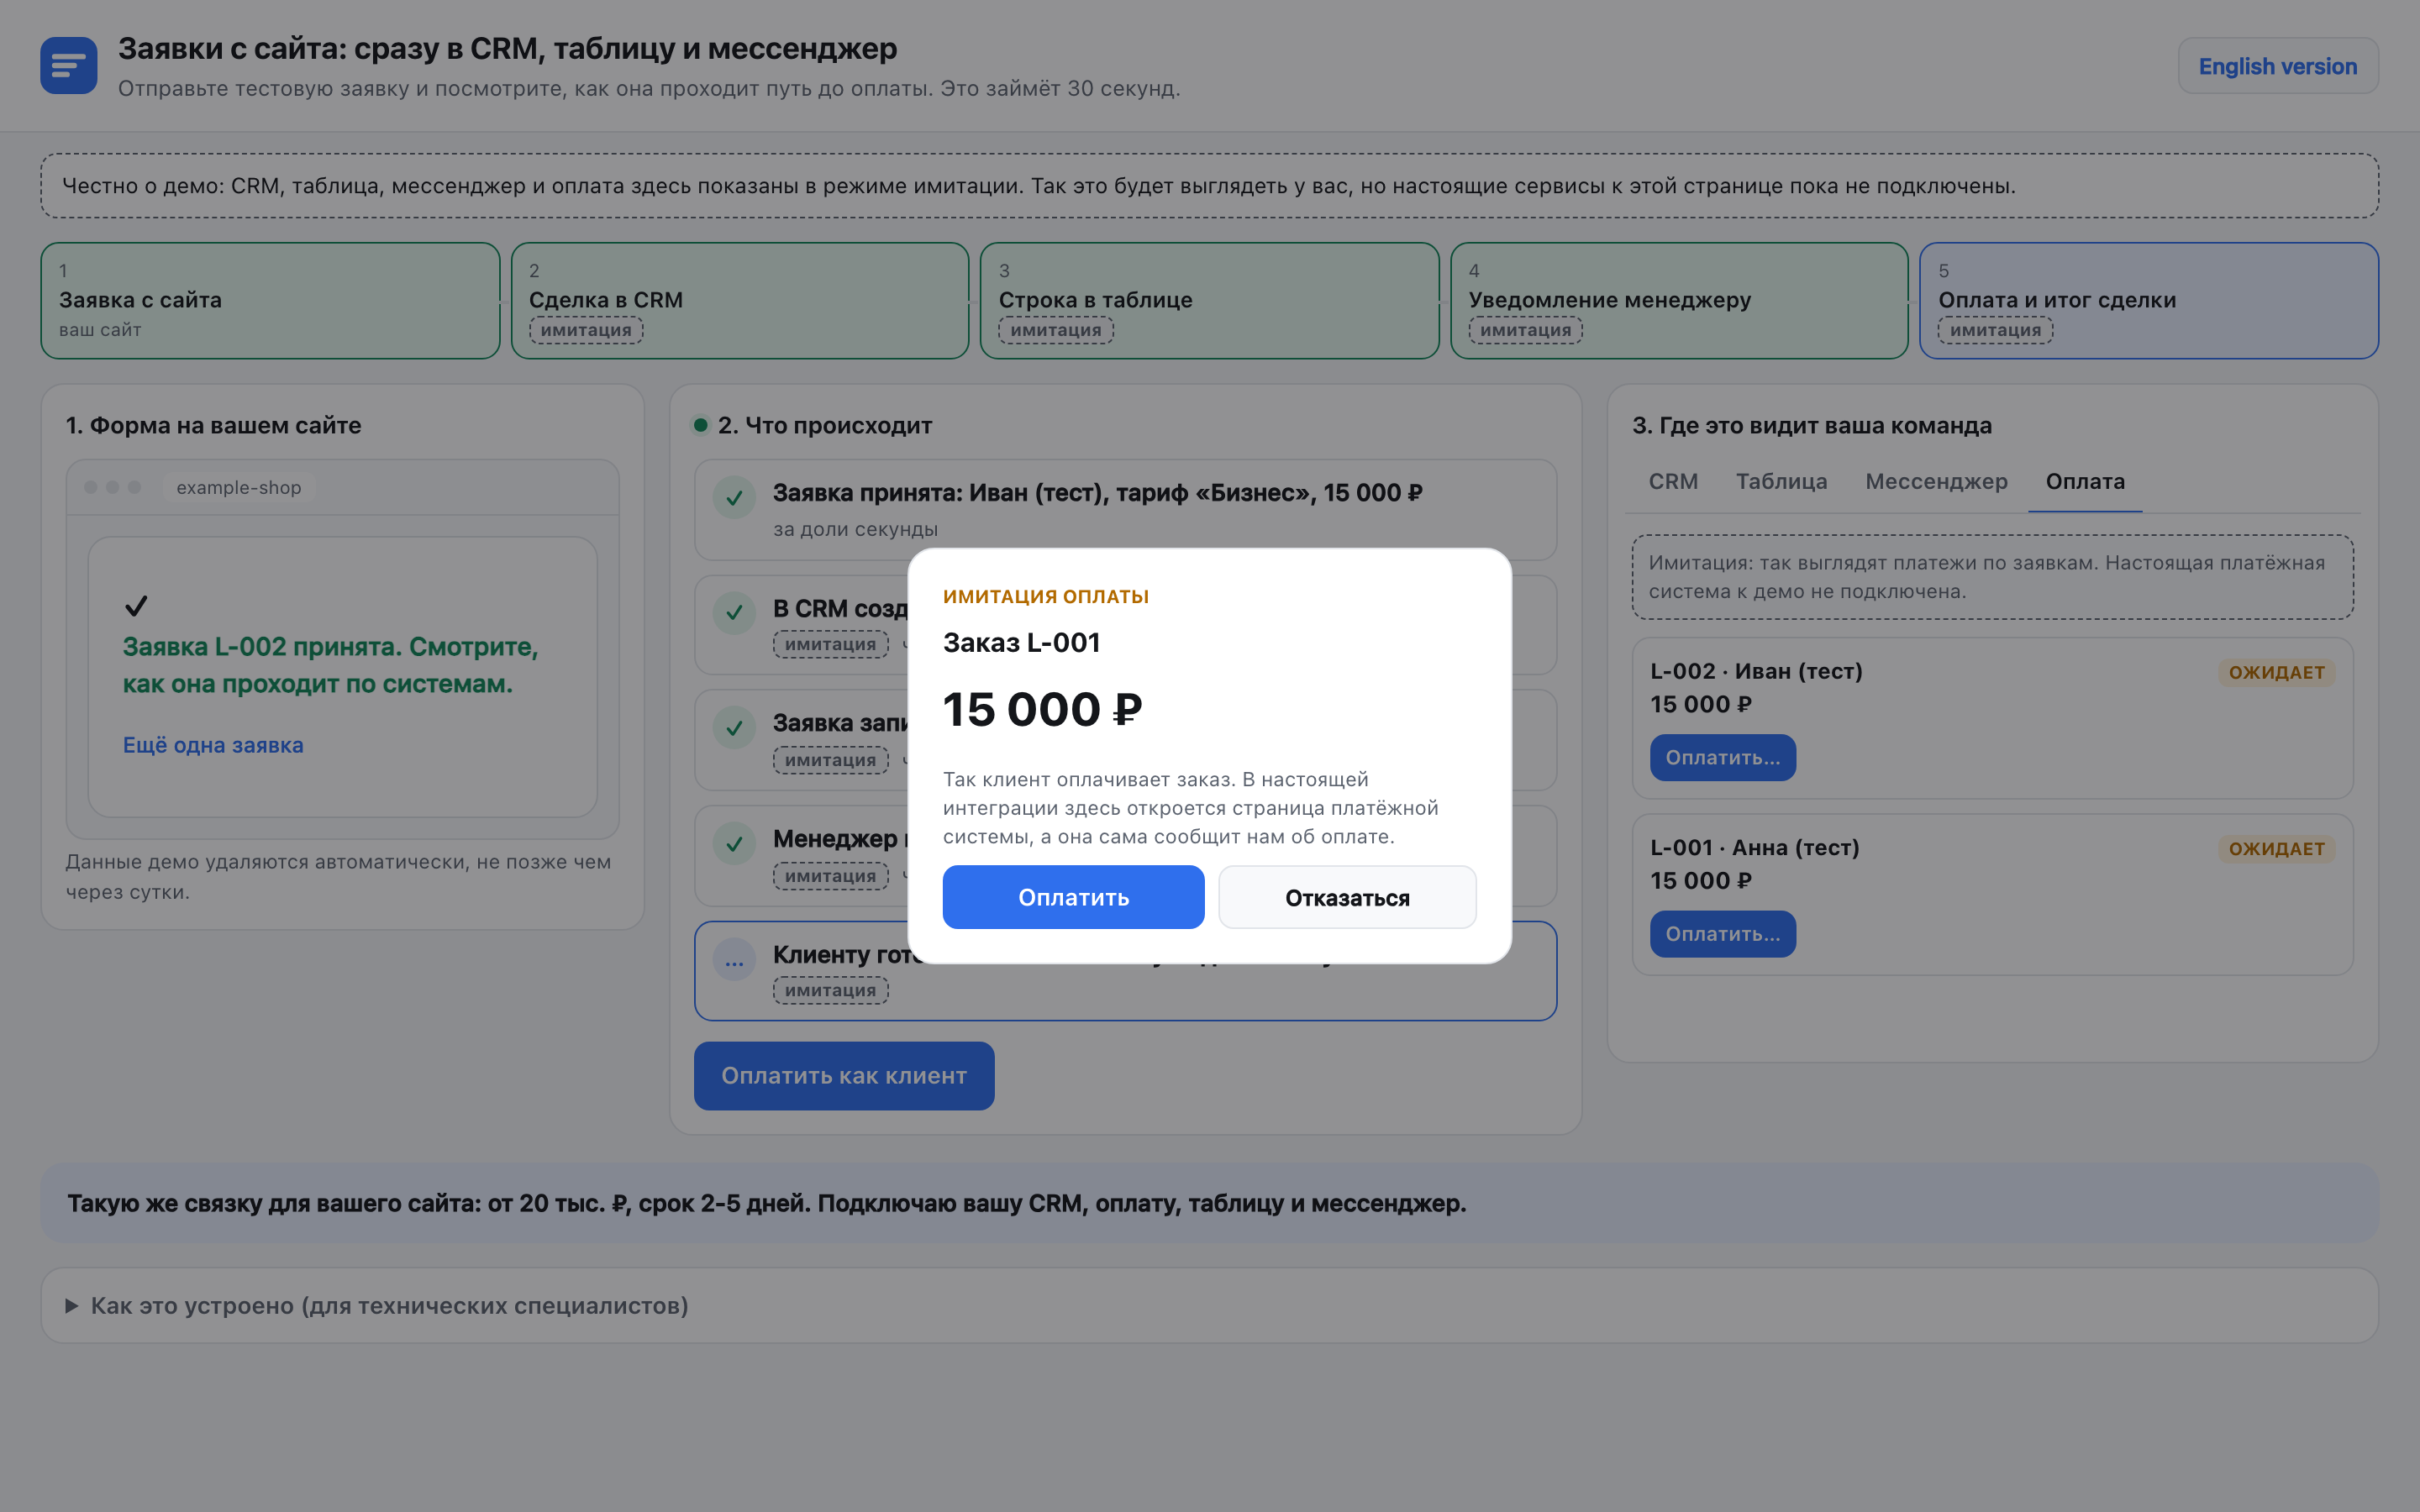 Заявки с сайта: сразу в CRM, таблицу и мессенджер
Отправьте тестовую заявку и посмотрите, как она проходит путь до оплаты. Это займёт 30 секунд.
English version
Честно о демо: CRM, таблица, мессенджер и оплата здесь показаны в режиме имитации. Так это будет выглядеть у вас, но настоящие сервисы к этой странице пока не подключены.
1
Заявка с сайта
ваш сайт
2
Сделка в CRM
имитация
3
Строка в таблице
имитация
4
Уведомление менеджеру
имитация
5
Оплата и итог сделки
имитация
1. Форма на вашем сайте
example-shop
Заявка L-002 принята. Смотрите,
как она проходит по системам.
Ещё одна заявка
Данные демо удаляются автоматически, не позже чем
через сутки.
2. Что происходит
Заявка принята: Иван (тест), тариф «Бизнес», 15 000 ₽
за доли секунды
В CRM
имитация
Заявка
имитация
Менеджер
имитация
Клиенту
имитация
Оплатить как клиент
ИМИТАЦИЯ ОПЛАТЫ
Заказ L-001
15 000 ₽
Так клиент оплачивает заказ. В настоящей
интеграции здесь откроется страница платёжной
системы, а она сама сообщит нам об оплате.
Оплатить
Отказаться
3. Где это видит ваша команда
CRM
Таблица
Мессенджер
Оплата
Имитация: так выглядят платежи по заявкам. Настоящая платёжная
система к демо не подключена.
L-002 · Иван (тест)
ОЖИДАЕТ
15 000 ₽
Оплатить...
L-001 · Анна (тест)
ОЖИДАЕТ
15 000 ₽
Оплатить...
Такую же связку для вашего сайта: от 20 тыс. ₽, срок 2-5 дней. Подключаю вашу CRM, оплату, таблицу и мессенджер.
Как это устроено (для технических специалистов)